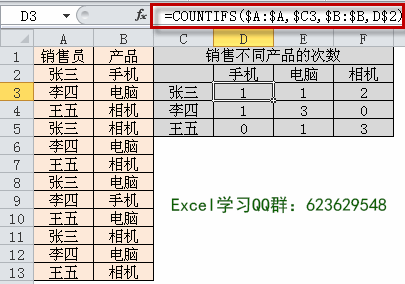 D3 fx =COUNTIFS($A:$A,$C3,$B:$B,D$2)
A B C D E F
1 销售员 产品 销售不同产品的次数
2 张三 手机 手机 电脑 相机
3 李四 电脑 张三 1 1 2
4 王五 相机 李四 1 3 0
5 张三 相机 王五 0 1 3
6 李四 电脑
7 王五 相机
8 张三 电脑
9 李四 手机
10 王五 电脑
11 张三 相机
12 李四 电脑
13 王五 相机
Excel学习QQ群：623629548